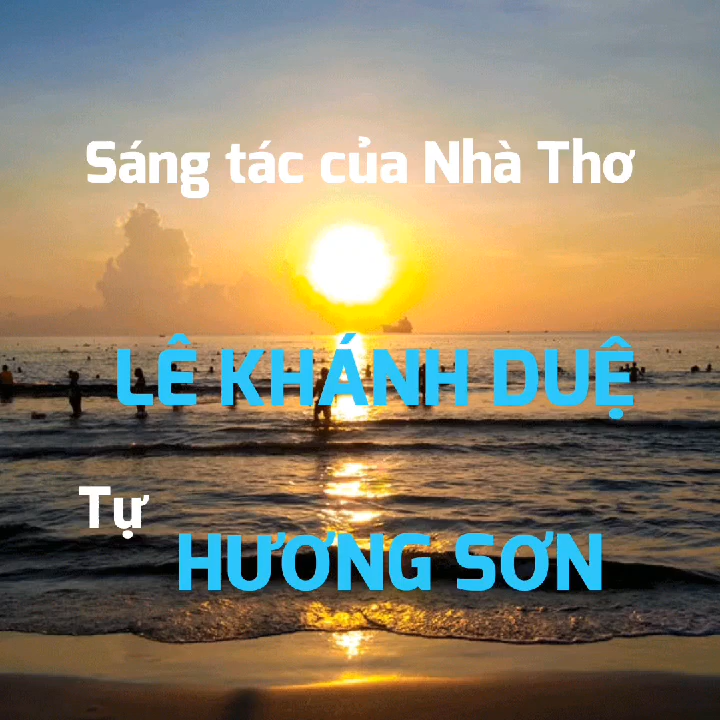 Sáng tác của Nhà Thơ
LÊ KHÁNH DUỆ
Tự
HƯƠNG SƠN